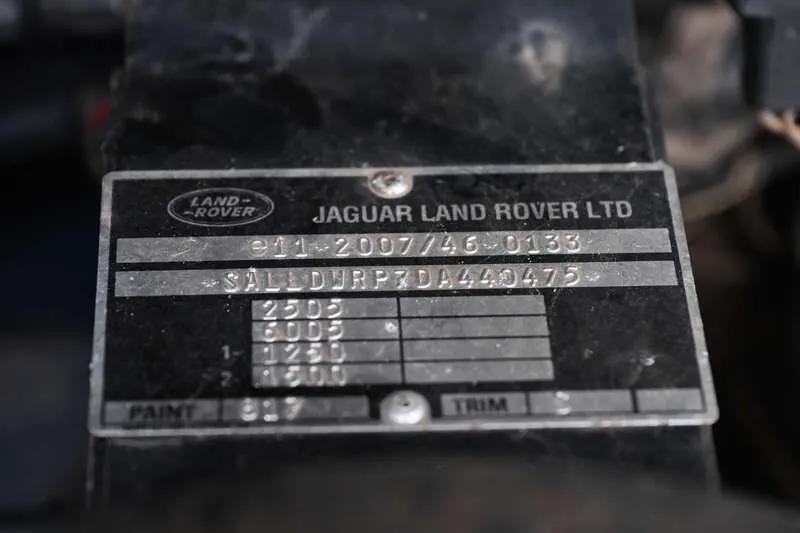 LAND-
-ROVER
JAGUAR LAND ROVER LTD
e11-2007/46-0133
SALLDWRP7DA440475
2505
6005
1- 1250
2- 1500
PAINT TRIM